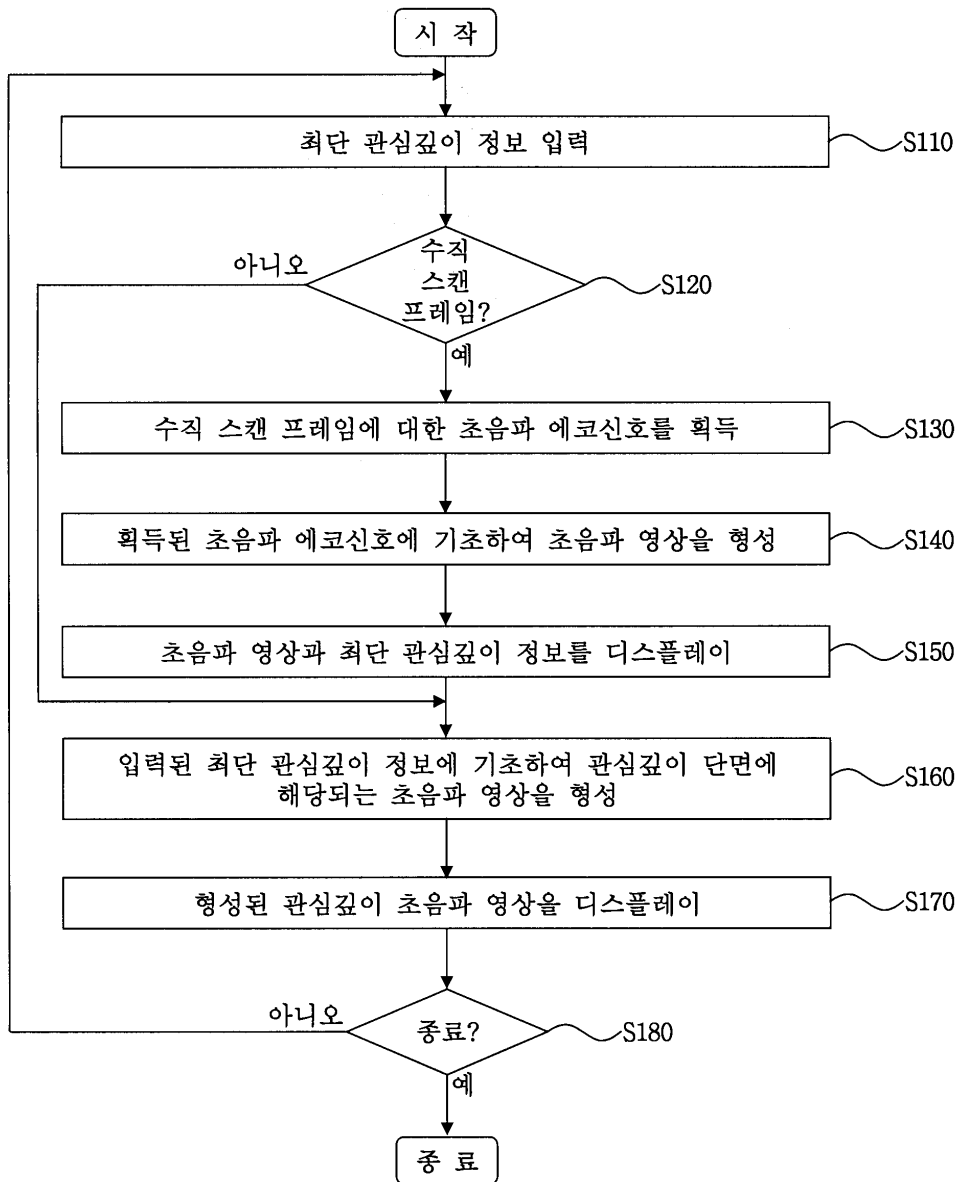 시 작
최단 관심깊이 정보 입력
S110
아니오
수직
스캔
프레임?
S120
예
수직 스캔 프레임에 대한 초음파 에코신호를 획득
S130
획득된 초음파 에코신호에 기초하여 초음파 영상을 형성
S140
초음파 영상과 최단 관심깊이 정보를 디스플레이
S150
입력된 최단 관심깊이 정보에 기초하여 관심깊이 단면에
해당되는 초음파 영상을 형성
S160
형성된 관심깊이 초음파 영상을 디스플레이
S170
아니오
종료?
S180
예
종 료